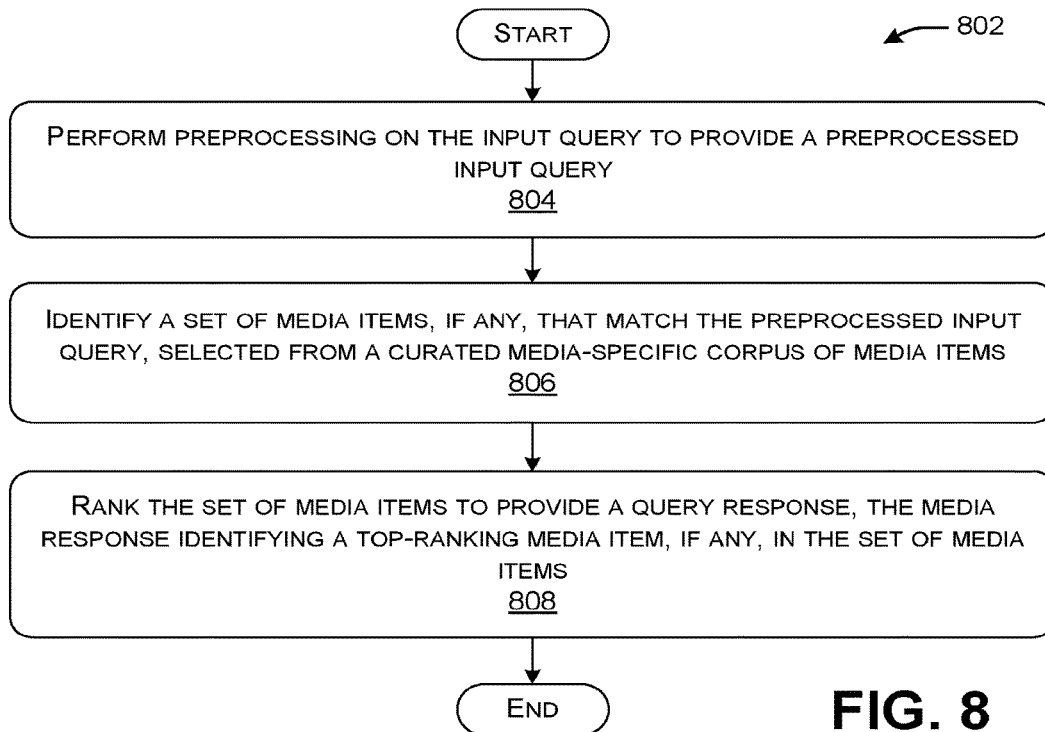 START
802
PERFORM PREPROCESSING ON THE INPUT QUERY TO PROVIDE A PREPROCESSED
INPUT QUERY
804
IDENTIFY A SET OF MEDIA ITEMS, IF ANY, THAT MATCH THE PREPROCESSED INPUT
QUERY, SELECTED FROM A CURATED MEDIA-SPECIFIC CORPUS OF MEDIA ITEMS
806
RANK THE SET OF MEDIA ITEMS TO PROVIDE A QUERY RESPONSE, THE MEDIA
RESPONSE IDENTIFYING A TOP-RANKING MEDIA ITEM, IF ANY, IN THE SET OF MEDIA
ITEMS
808
END
FIG. 8